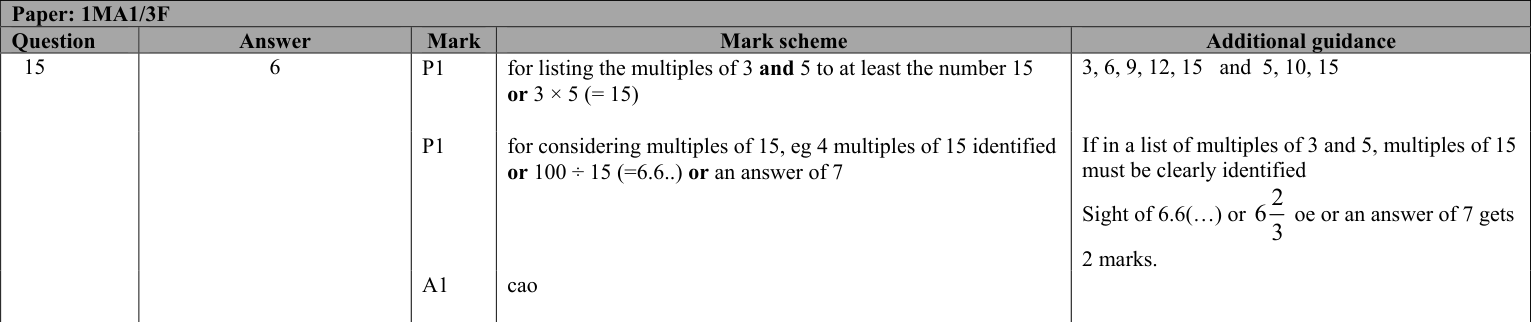 Paper: 1MA1/3F
Question Answer Mark Mark scheme Additional guidance
15 6 P1 for listing the multiples of 3 and 5 to at least the number 15 3, 6, 9, 12, 15 and 5, 10, 15
or 3 × 5 (= 15)
P1 for considering multiples of 15, eg 4 multiples of 15 identified If in a list of multiples of 3 and 5, multiples of 15
or 100 ÷ 15 (=6.6..) or an answer of 7 must be clearly identified
Sight of 6.6(…) or 6 2/3 oe or an answer of 7 gets
2 marks.
A1 cao